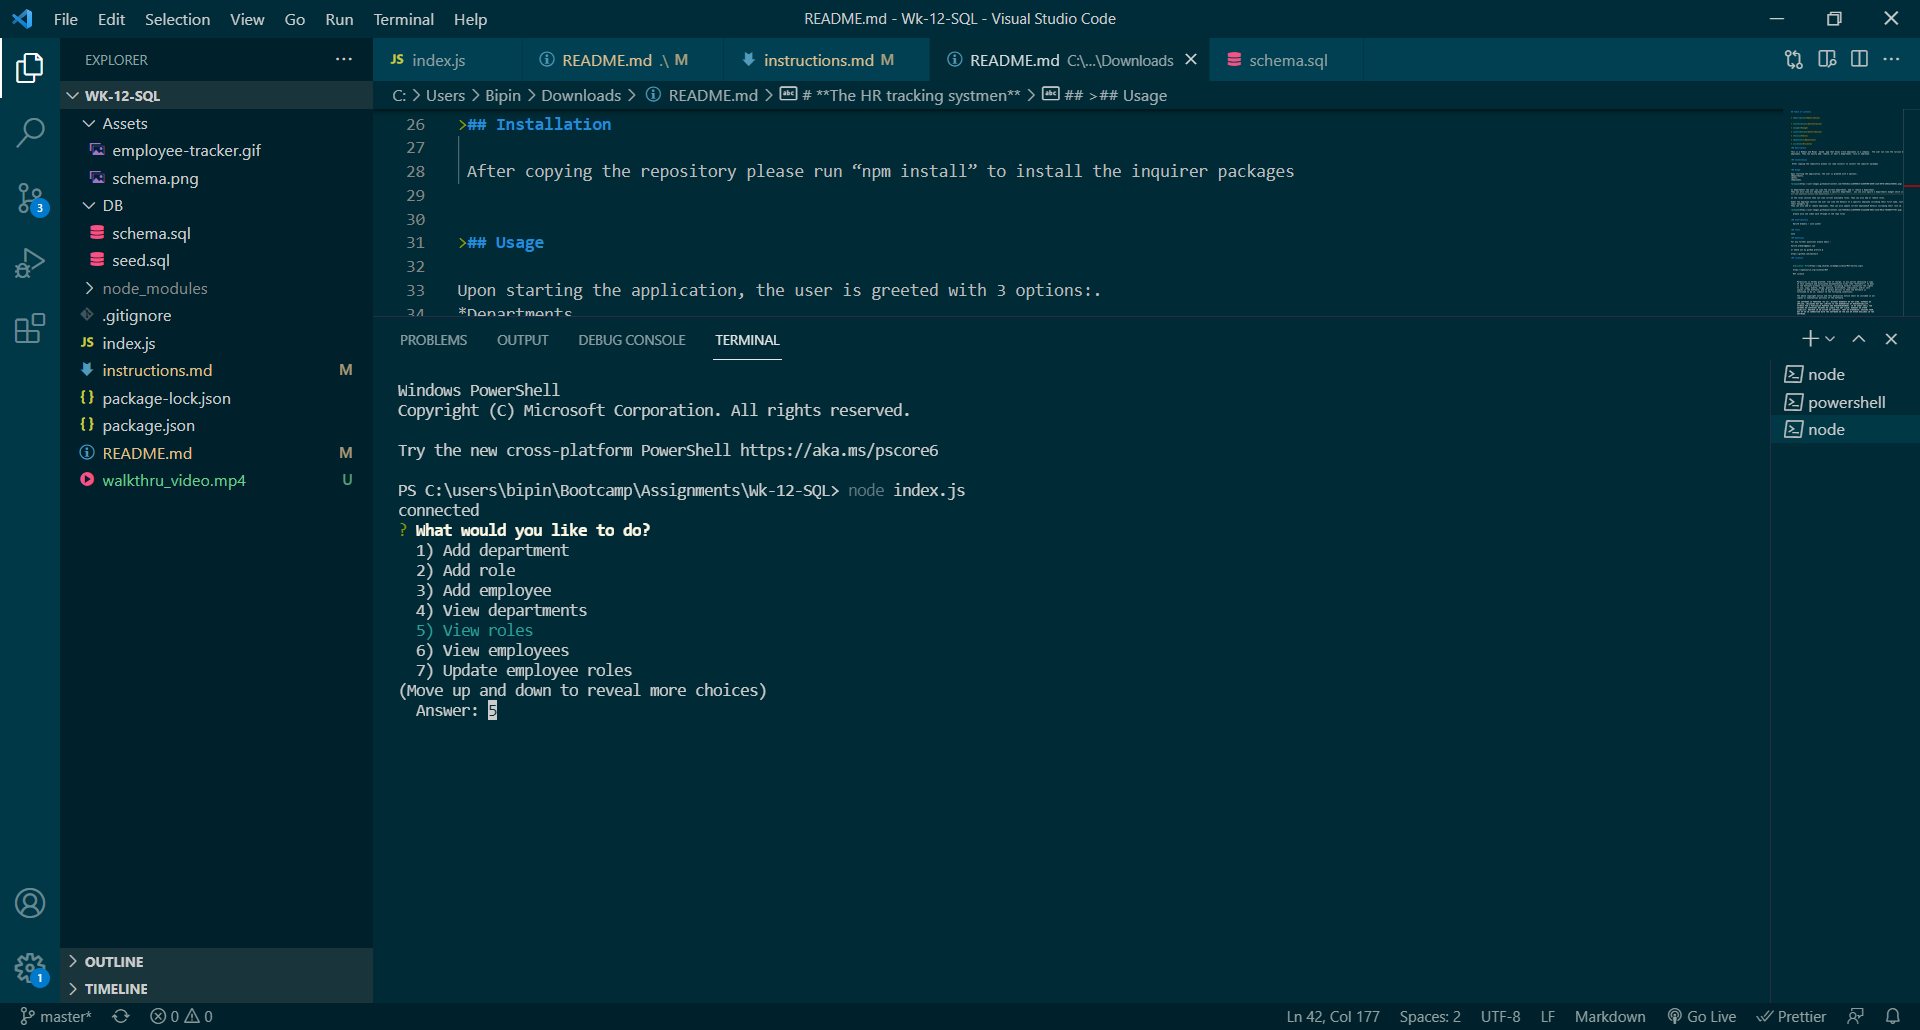 File Edit Selection View Go Run Terminal Help
README.md - Wk-12-SQL - Visual Studio Code
EXPLORER
JS index.js
README.md .\ M
instructions.md M
README.md C:\...\Downloads
schema.sql
WK-12-SQL
Assets
employee-tracker.gif
schema.png
DB
schema.sql
seed.sql
node_modules
.gitignore
JS index.js
instructions.md M
{} package-lock.json
{} package.json
README.md M
walkthru_video.mp4 U
OUTLINE
TIMELINE
3
1
C: > Users > Bipin > Downloads > README.md > # **The HR tracking systmen** > ## >## Usage
26 >## Installation
27
28 After copying the repository please run “npm install” to install the inquirer packages
29
30
31 >## Usage
32
33 Upon starting the application, the user is greeted with 3 options:.
34 *Departments
PROBLEMS OUTPUT DEBUG CONSOLE TERMINAL
Windows PowerShell
Copyright (C) Microsoft Corporation. All rights reserved.
Try the new cross-platform PowerShell https://aka.ms/pscore6
PS C:\users\bipin\Bootcamp\Assignments\Wk-12-SQL> node index.js
connected
? What would you like to do?
1) Add department
2) Add role
3) Add employee
4) View departments
5) View roles
6) View employees
7) Update employee roles
(Move up and down to reveal more choices)
Answer: 5
node
powershell
node
master* 0 0
Ln 42, Col 177 Spaces: 2 UTF-8 LF Markdown Go Live Prettier